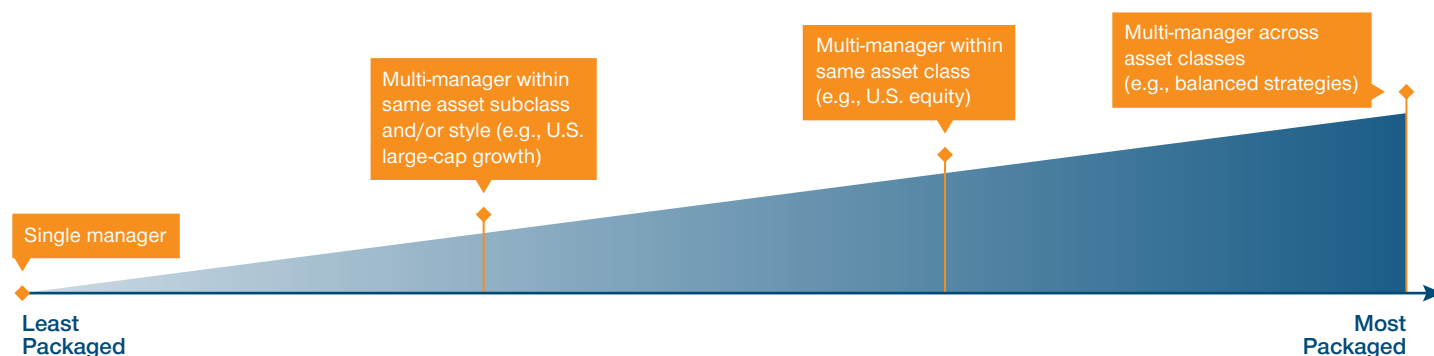 Single manager
Multi-manager within
same asset subclass
and/or style (e.g., U.S.
large-cap growth)
Multi-manager within
same asset class
(e.g., U.S. equity)
Multi-manager across
asset classes
(e.g., balanced strategies)
Least
Packaged
Most
Packaged